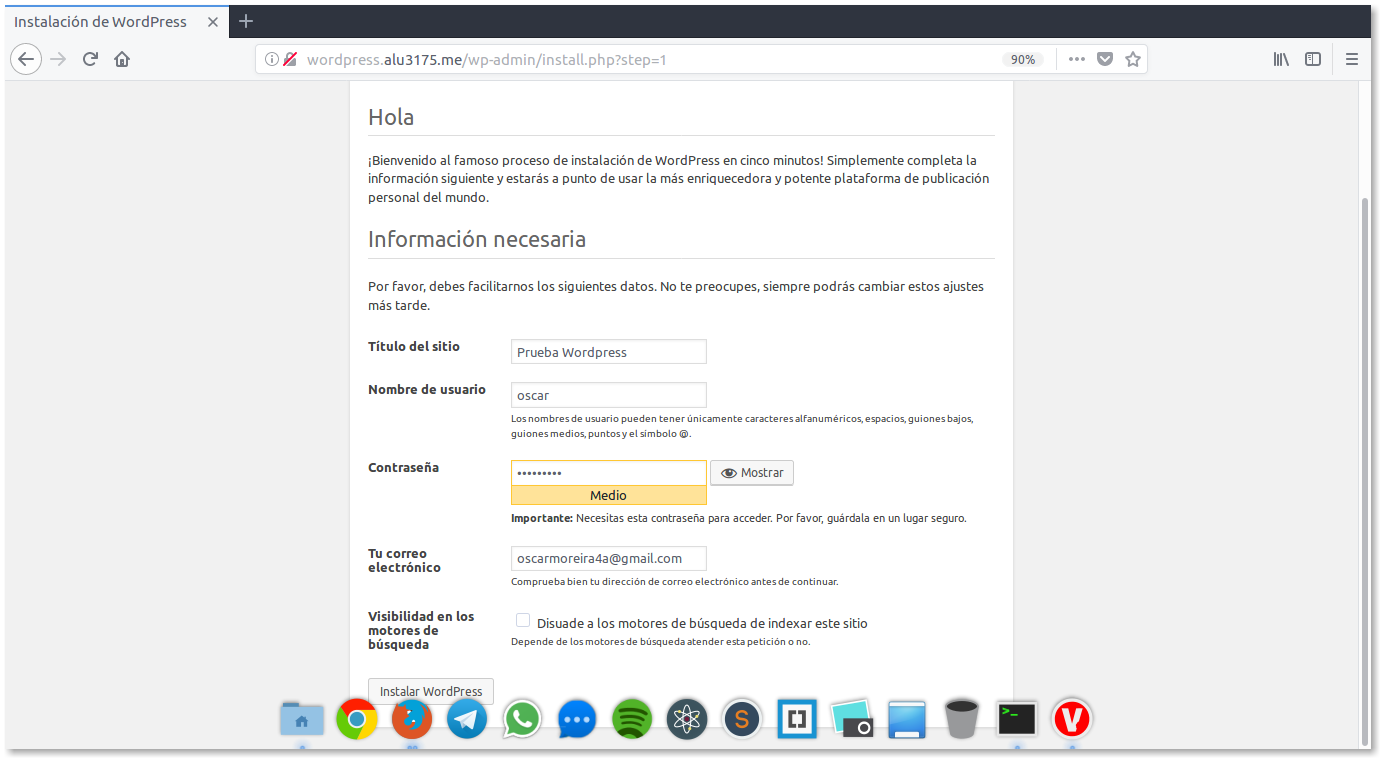 Instalación de WordPress
wordpress.alu3175.me/wp-admin/install.php?step=1
90%
Hola
¡Bienvenido al famoso proceso de instalación de WordPress en cinco minutos! Simplemente completa la
información siguiente y estarás a punto de usar la más enriquecedora y potente plataforma de publicación
personal del mundo.
Información necesaria
Por favor, debes facilitarnos los siguientes datos. No te preocupes, siempre podrás cambiar estos ajustes
más tarde.
Título del sitio
Prueba Wordpress
Nombre de usuario
oscar
Los nombres de usuario pueden tener únicamente caracteres alfanuméricos, espacios, guiones bajos,
guiones medios, puntos y el símbolo @.
Contraseña
•••••••••
Mostrar
Medio
Importante: Necesitas esta contraseña para acceder. Por favor, guárdala en un lugar seguro.
Tu correo
electrónico
oscarmoreira4a@gmail.com
Comprueba bien tu dirección de correo electrónico antes de continuar.
Visibilidad en los
motores de
búsqueda
Disuade a los motores de búsqueda de indexar este sitio
Depende de los motores de búsqueda atender esta petición o no.
Instalar WordPress